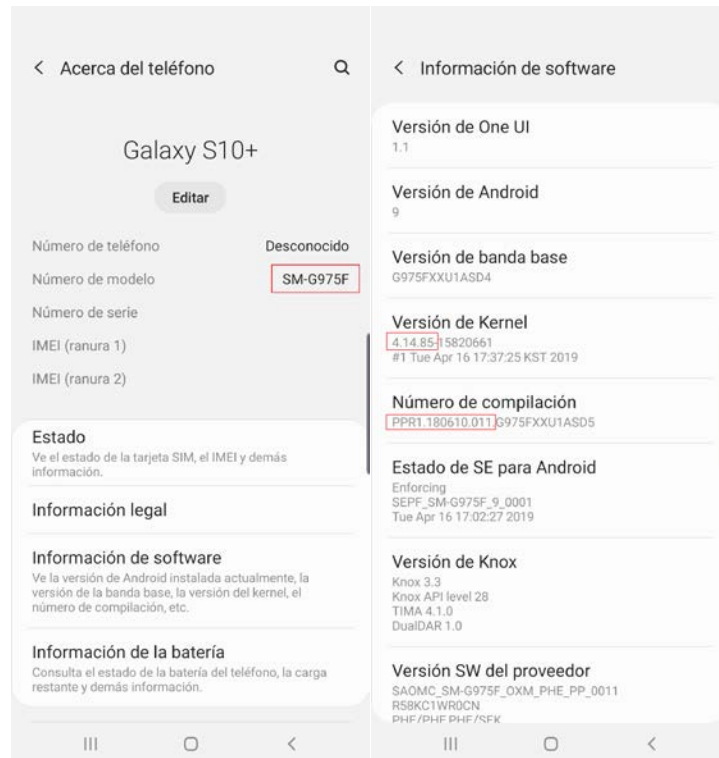 Acerca del teléfono
Galaxy S10+
Editar
Número de teléfono Desconocido
Número de modelo SM-G975F
Número de serie
IMEI (ranura 1)
IMEI (ranura 2)
Estado
Ve el estado de la tarjeta SIM, el IMEI y demás
información.
Información legal
Información de software
Ve la versión de Android instalada actualmente, la
versión de la banda base, la versión del kernel, el
número de compilación, etc.
Información de la batería
Consulta el estado de la batería del teléfono, la carga
restante y demás información.
Información de software
Versión de One UI
1.1
Versión de Android
9
Versión de banda base
G975FXXU1ASD4
Versión de Kernel
4.14.85-15820661
#1 Tue Apr 16 17:37:25 KST 2019
Número de compilación
PPR1.180610.011.G975FXXU1ASD5
Estado de SE para Android
Enforcing
SEPF_SM-G975F_9_0001
Tue Apr 16 17:02:27 2019
Versión de Knox
Knox 3.3
Knox API level 28
TIMA 4.1.0
DualDAR 1.0
Versión SW del proveedor
SAOMC_SM-G975F_OXM_PHE_PP_0011
R58KC1WR0CN
PHE/PHE,PHE/SEK